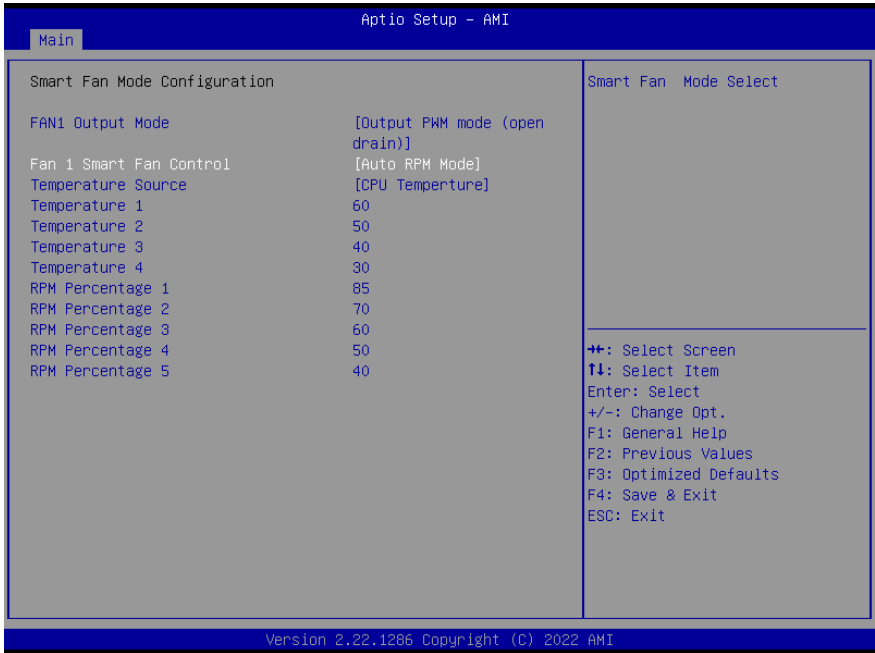 Aptio Setup – AMI
Main
Smart Fan Mode Configuration
FAN1 Output Mode [Output PWM mode (open
drain)]
Fan 1 Smart Fan Control [Auto RPM Mode]
Temperature Source [CPU Temperture]
Temperature 1 60
Temperature 2 50
Temperature 3 40
Temperature 4 30
RPM Percentage 1 85
RPM Percentage 2 70
RPM Percentage 3 60
RPM Percentage 4 50
RPM Percentage 5 40
Smart Fan Mode Select
→←: Select Screen
↑↓: Select Item
Enter: Select
+/-: Change Opt.
F1: General Help
F2: Previous Values
F3: Optimized Defaults
F4: Save & Exit
ESC: Exit
Version 2.22.1286 Copyright (C) 2022 AMI